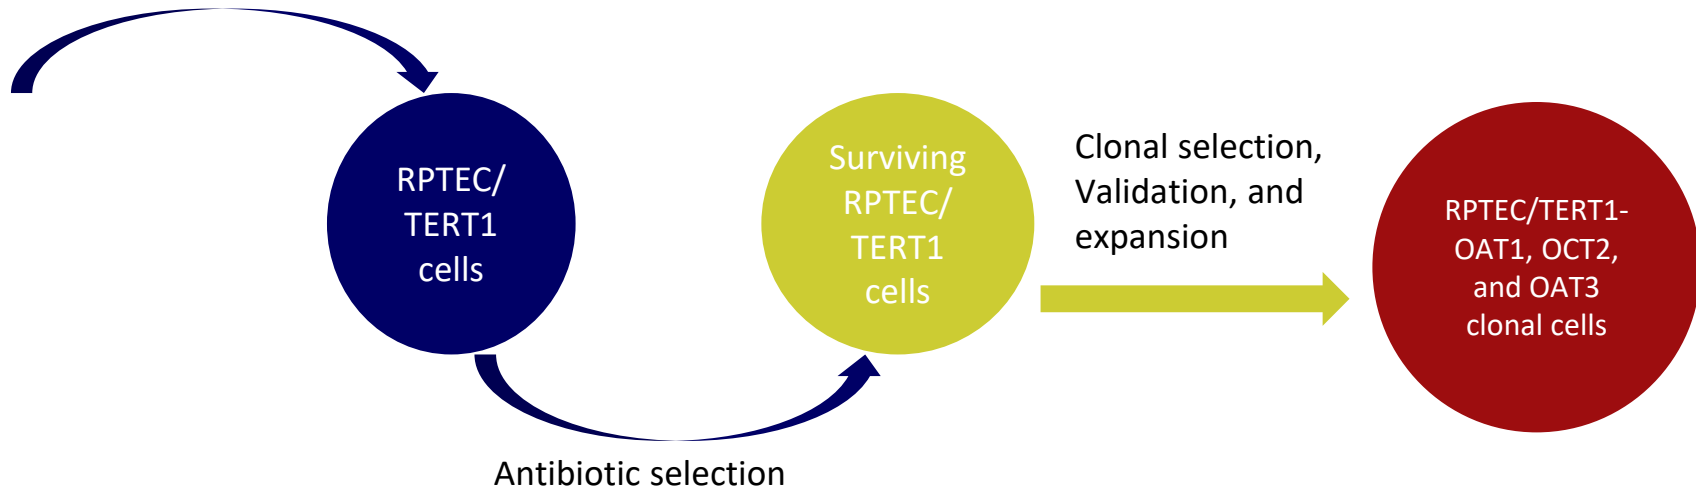 RPTEC/
TERT1
cells
Antibiotic selection
Surviving
RPTEC/
TERT1
cells
Clonal selection,
Validation, and
expansion
RPTEC/TERT1-
OAT1, OCT2,
and OAT3
clonal cells